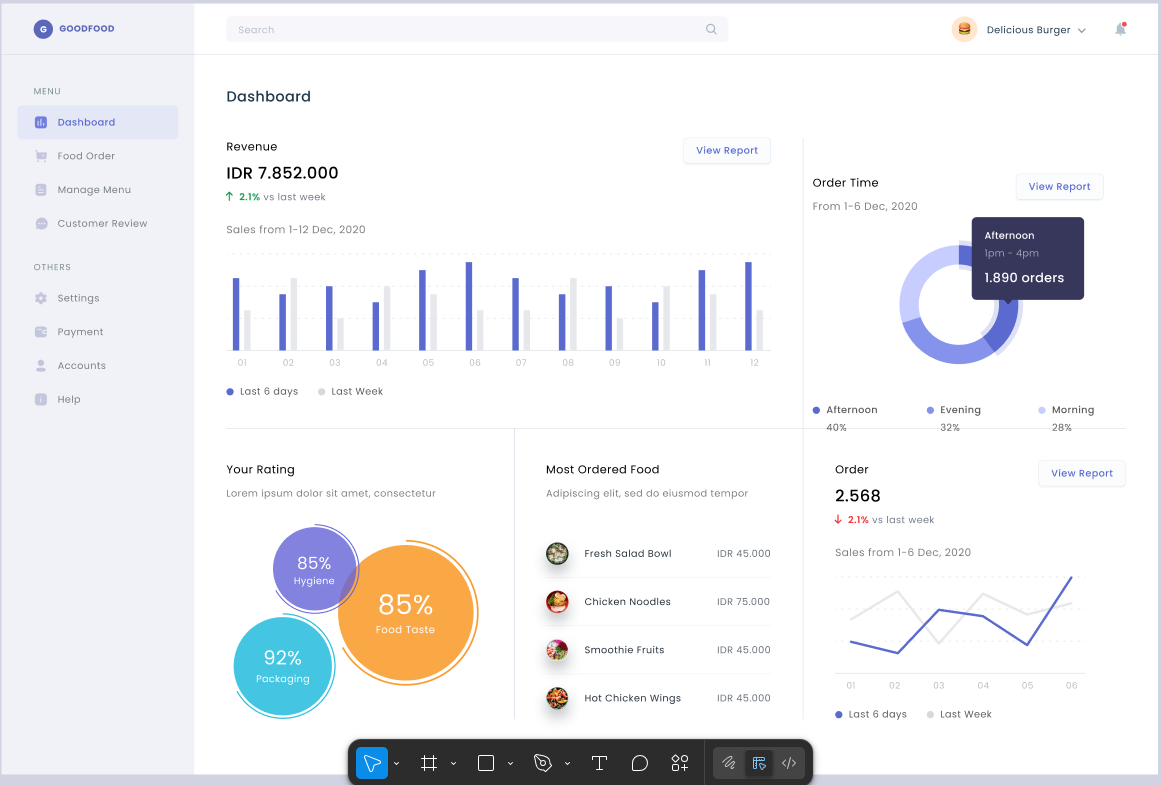 G GOODFOOD
Search
Delicious Burger
MENU
Dashboard
Food Order
Manage Menu
Customer Review
OTHERS
Settings
Payment
Accounts
Help
Dashboard
Revenue
View Report
IDR 7.852.000
2.1% vs last week
Sales from 1-12 Dec, 2020
01 02 03 04 05 06 07 08 09 10 11 12
Last 6 days Last Week
Order Time
View Report
From 1-6 Dec, 2020
Afternoon
1pm - 4pm
1.890 orders
Afternoon Evening Morning
40% 32% 28%
Your Rating
Lorem ipsum dolor sit amet, consectetur
85%
Hygiene
85%
Food Taste
92%
Packaging
Most Ordered Food
Adipiscing elit, sed do eiusmod tempor
Fresh Salad Bowl IDR 45.000
Chicken Noodles IDR 75.000
Smoothie Fruits IDR 45.000
Hot Chicken Wings IDR 45.000
Order
View Report
2.568
2.1% vs last week
Sales from 1-6 Dec, 2020
01 02 03 04 05 06
Last 6 days Last Week